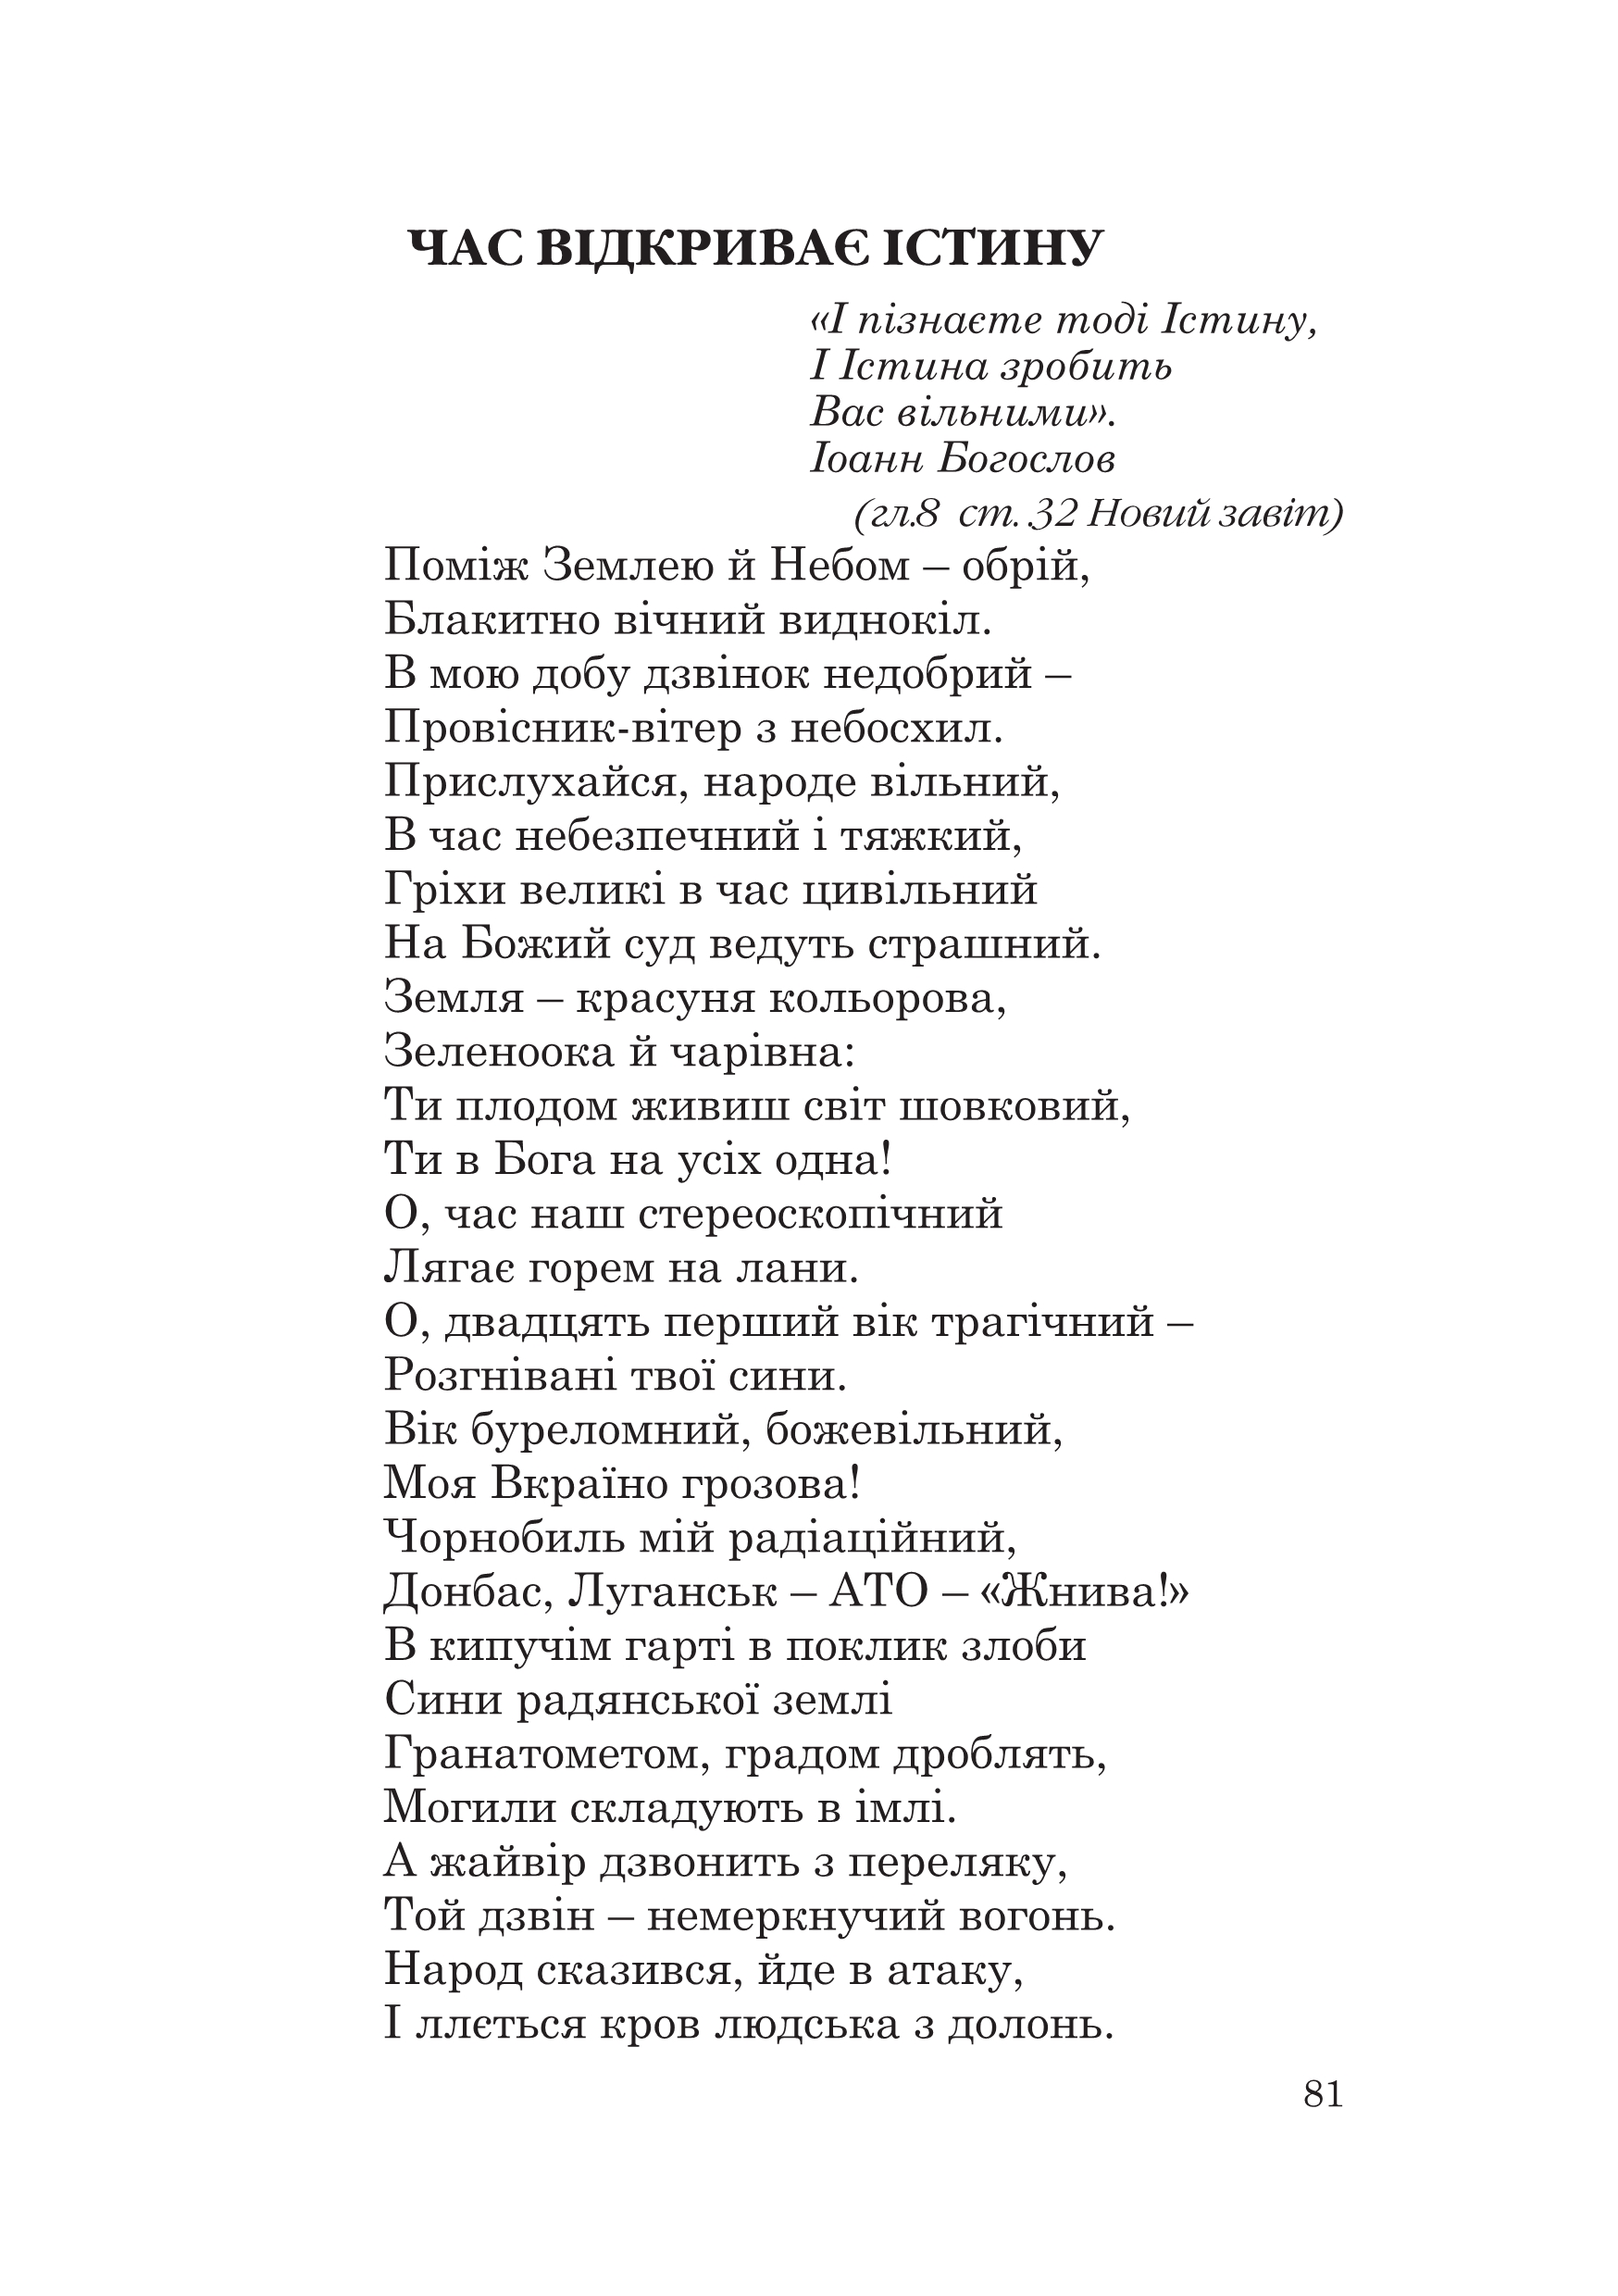 ЧАС ВІДКРИВАЄ ІСТИНУ
«І пізнаєте тоді Істину,
І Істина зробить
Вас вільними».
Іоанн Богослов
(гл.8 ст. 32 Новий завіт)
Поміж Землею й Небом – обрій,
Блакитно вічний виднокіл.
В мою добу дзвінок недобрий –
Провісник-вітер з небосхил.
Прислухайся, народе вільний,
В час небезпечний і тяжкий,
Гріхи великі в час цивільний
На Божий суд ведуть страшний.
Земля – красуня кольорова,
Зеленоока й чарівна:
Ти плодом живиш світ шовковий,
Ти в Бога на усіх одна!
О, час наш стереоскопічний
Лягає горем на лани.
О, двадцять перший вік трагічний –
Розгнівані твої сини.
Вік буреломний, божевільний,
Моя Вкраїно грозова!
Чорнобиль мій радіаційний,
Донбас, Луганськ – АТО – «Жнива!»
В кипучім гарті в поклик злоби
Сини радянської землі
Гранатометом, градом дроблять,
Могили складують в імлі.
А жайвір дзвонить з переляку,
Той дзвін – немеркнучий вогонь.
Народ сказився, йде в атаку,
І ллється кров людська з долонь.
81